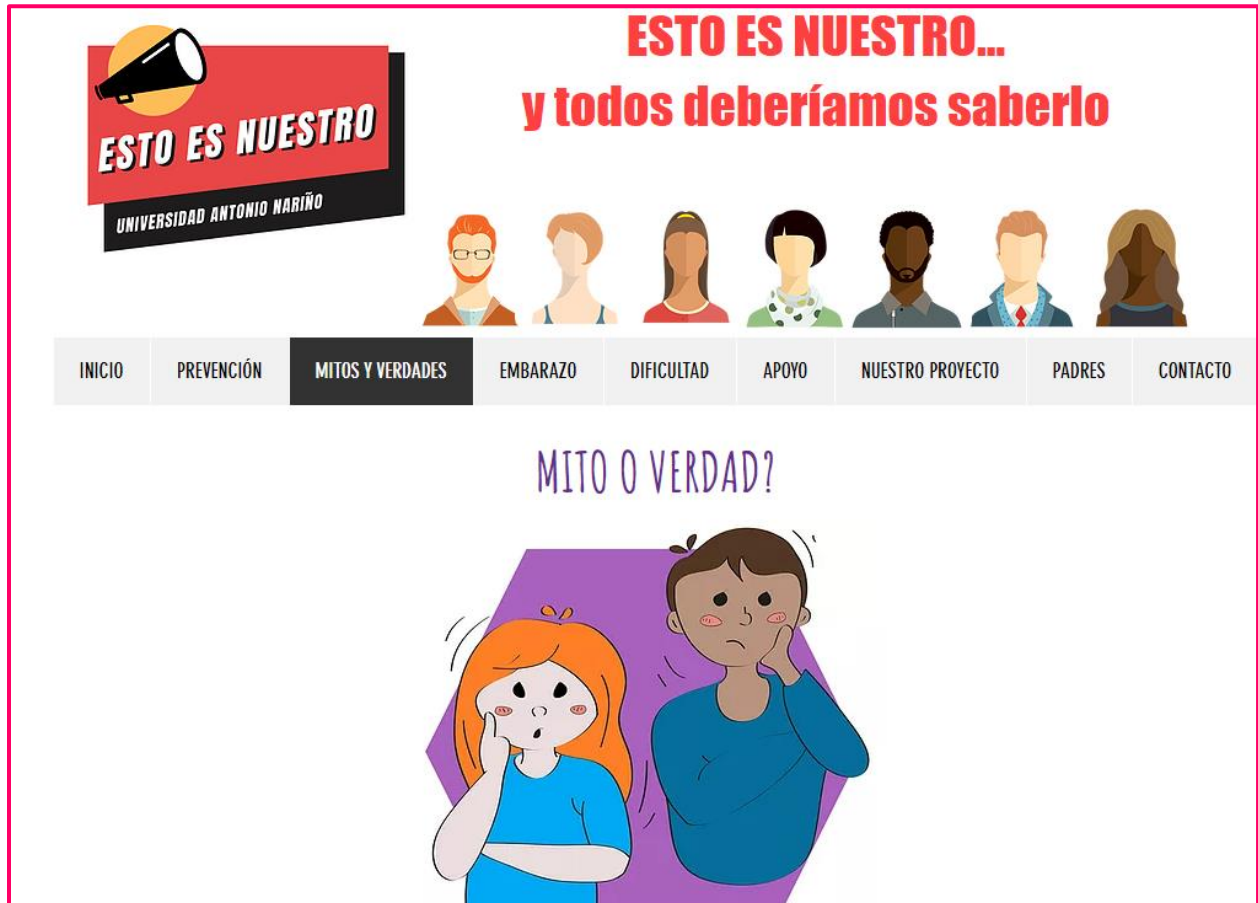 ESTO ES NUESTRO
UNIVERSIDAD ANTONIO NARIÑO
ESTO ES NUESTRO...
y todos deberíamos saberlo
INICIO PREVENCIÓN MITOS Y VERDADES EMBARAZO DIFICULTAD APOYO NUESTRO PROYECTO PADRES CONTACTO
MITO O VERDAD?